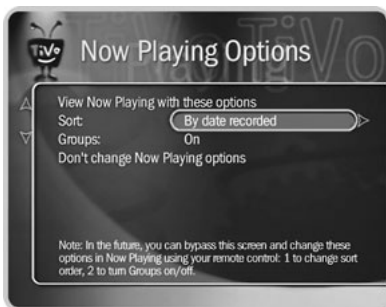 TiVo
TiVo
Now Playing Options
View Now Playing with these options
Sort: By date recorded
Groups: On
Don't change Now Playing options
Note: In the future, you can bypass this screen and change these
options in Now Playing using your remote control: 1 to change sort
order, 2 to turn Groups on/off.